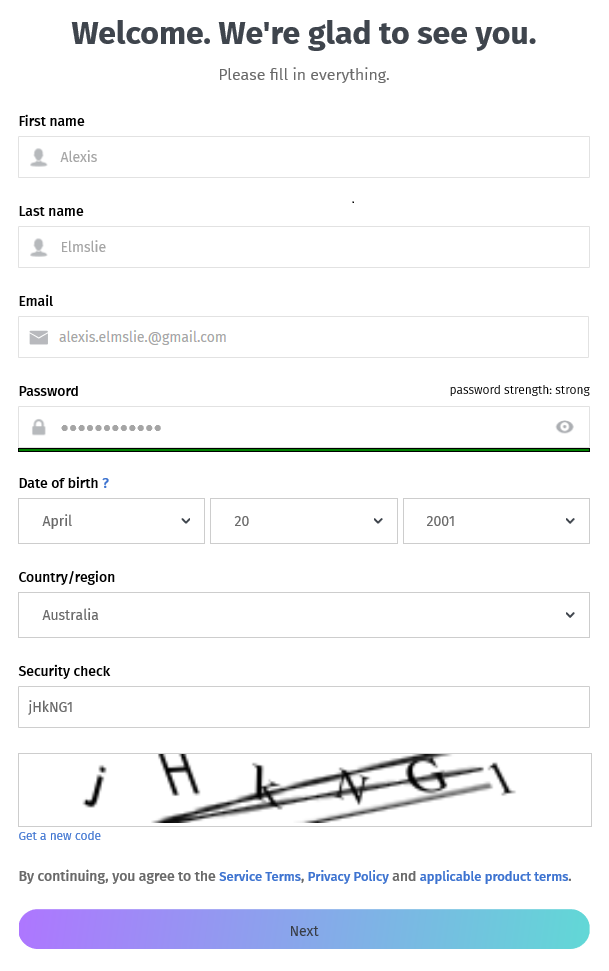 Welcome. We're glad to see you.
Please fill in everything.
First name
Alexis
Last name
Elmslie
Email
alexis.elmslie.@gmail.com
Password password strength: strong
●●●●●●●●●●●●
Date of birth ?
April 20 2001
Country/region
Australia
Security check
jHkNG1
j H k N G 1
Get a new code
By continuing, you agree to the Service Terms, Privacy Policy and applicable product terms.
Next